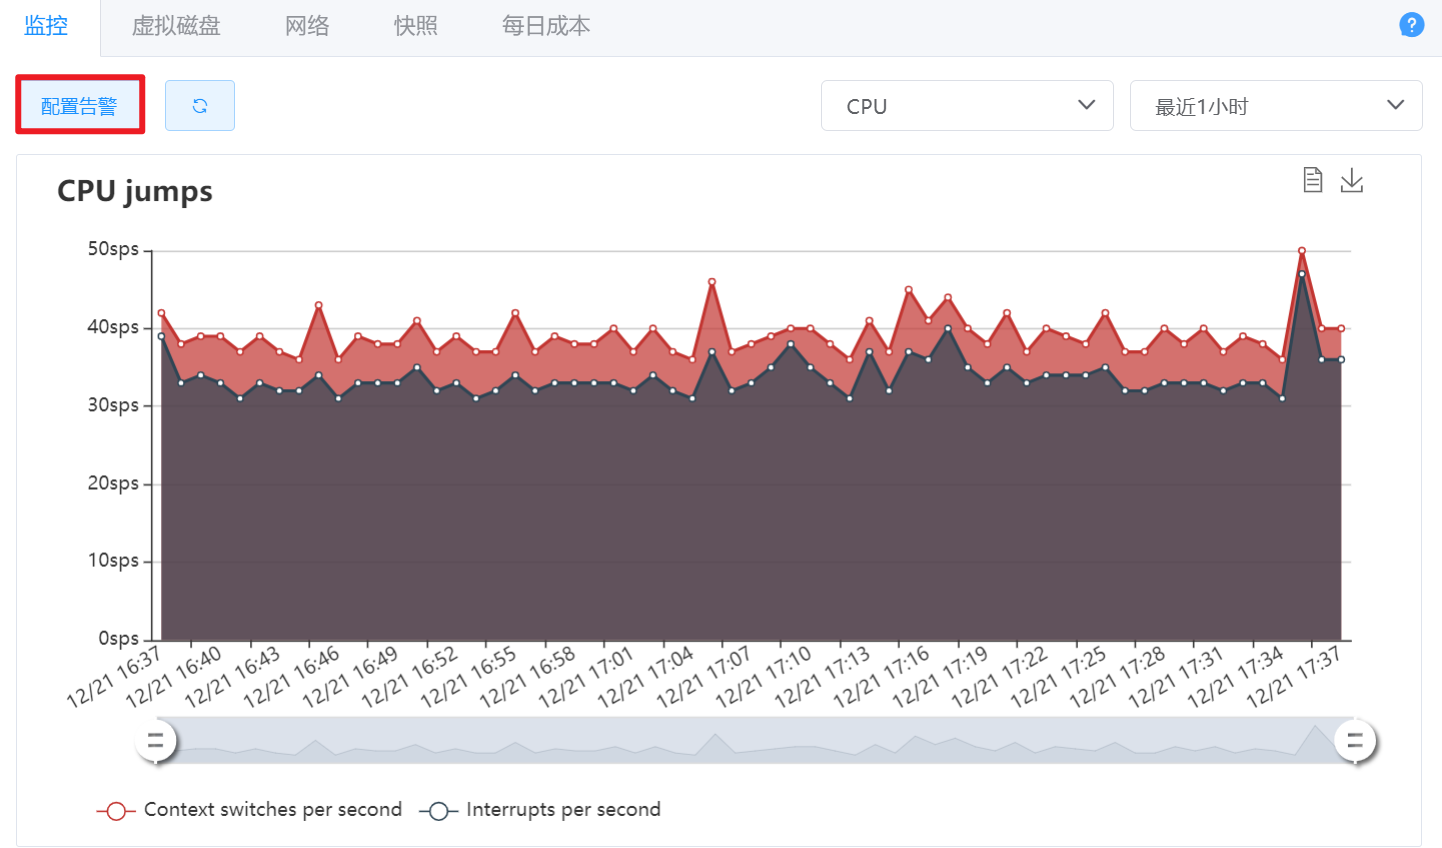 监控 虚拟磁盘 网络 快照 每日成本 ?
配置告警 CPU 最近1小时
CPU jumps
50sps
40sps
30sps
20sps
10sps
0sps
12/21 16:37 12/21 16:40 12/21 16:43 12/21 16:46 12/21 16:49 12/21 16:52 12/21 16:55 12/21 16:58 12/21 17:01 12/21 17:04 12/21 17:07 12/21 17:10 12/21 17:13 12/21 17:16 12/21 17:19 12/21 17:22 12/21 17:25 12/21 17:28 12/21 17:31 12/21 17:34 12/21 17:37
Context switches per second Interrupts per second